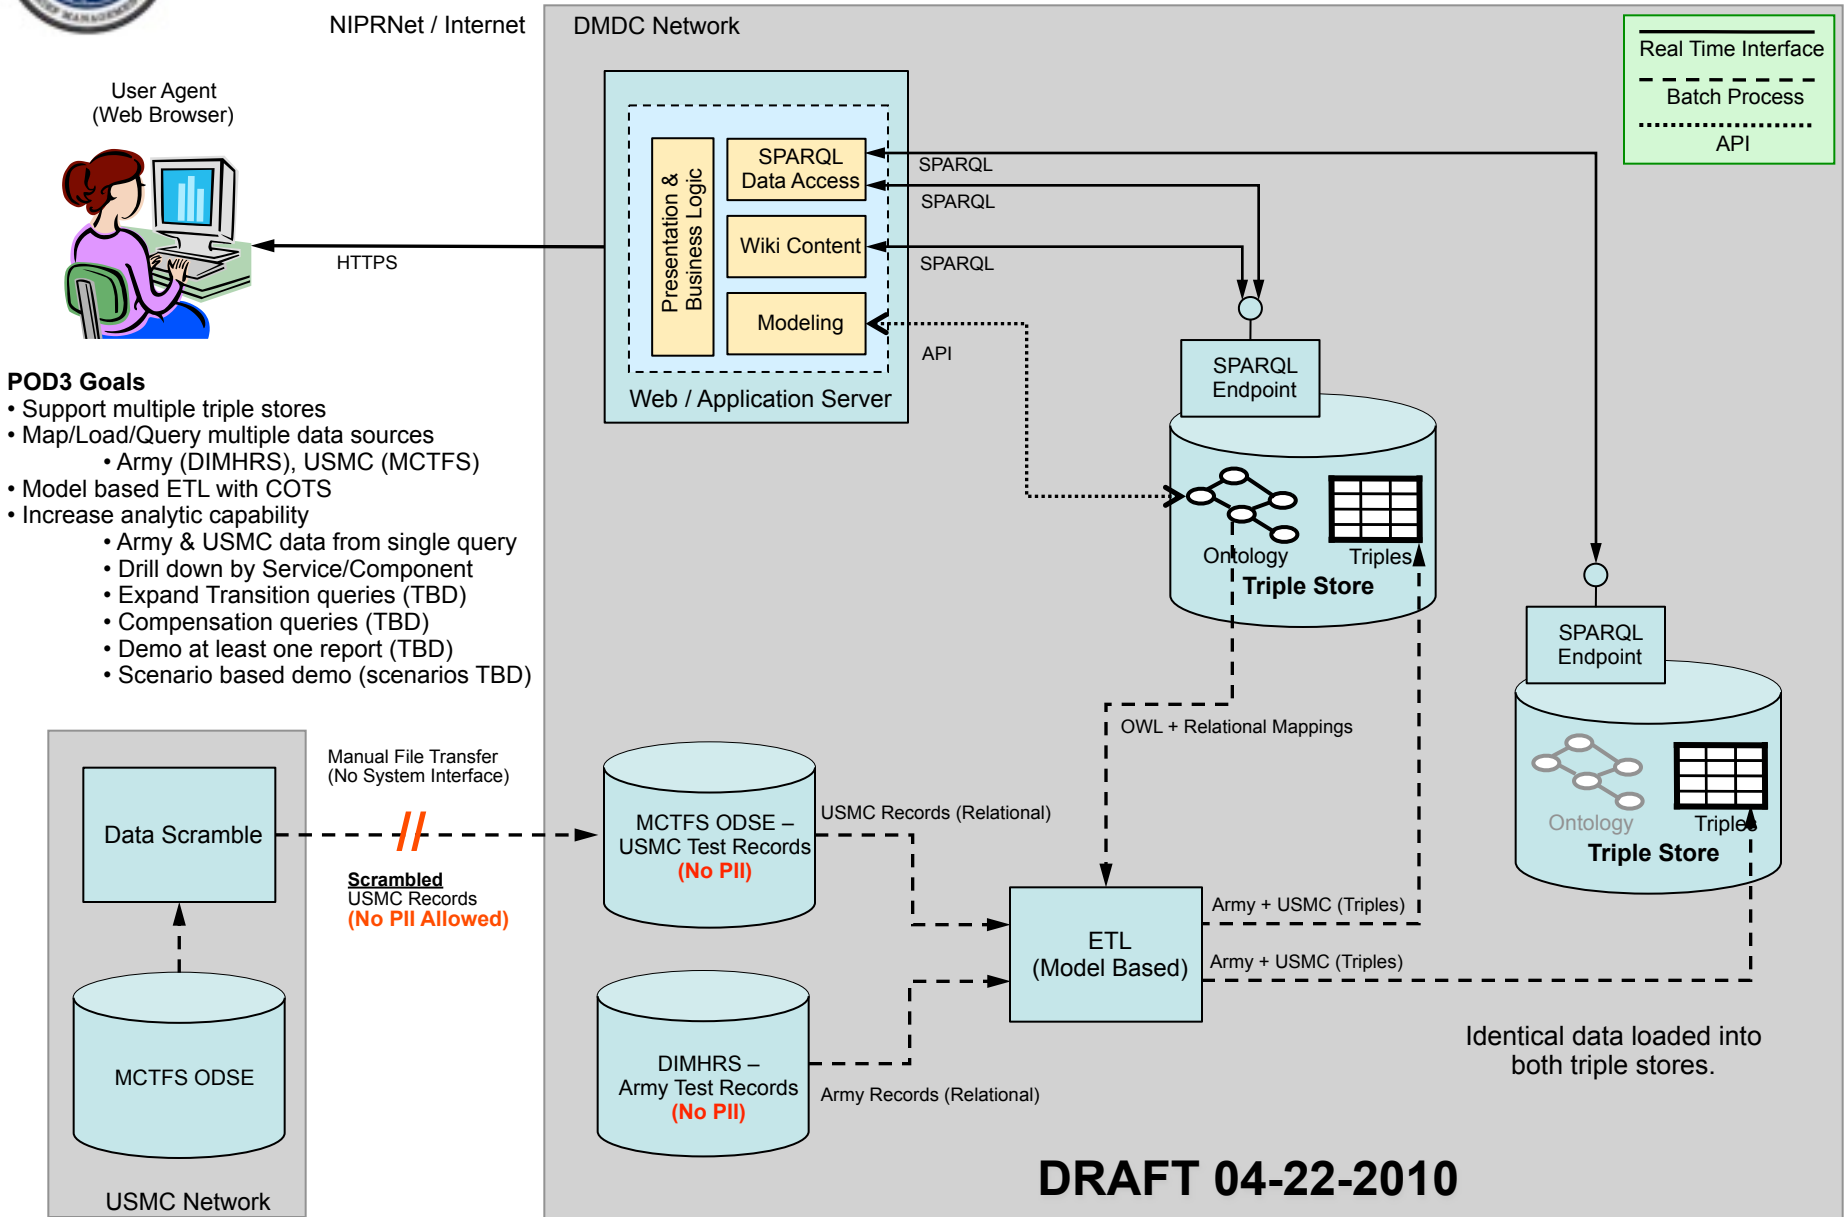 MANAGEM
NIPRNet / Internet
DMDC Network
Real Time Interface
Batch Process
API
User Agent
(Web Browser)
HTTPS
Presentation &
Business Logic
SPARQL
Data Access
Wiki Content
Modeling
Web / Application Server
SPARQL
SPARQL
SPARQL
API
SPARQL
Endpoint
Ontology
Triples
Triple Store
SPARQL
Endpoint
Ontology
Triples
Triple Store
POD3 Goals
• Support multiple triple stores
• Map/Load/Query multiple data sources
• Army (DIMHRS), USMC (MCTFS)
• Model based ETL with COTS
• Increase analytic capability
• Army & USMC data from single query
• Drill down by Service/Component
• Expand Transition queries (TBD)
• Compensation queries (TBD)
• Demo at least one report (TBD)
• Scenario based demo (scenarios TBD)
OWL + Relational Mappings
Data Scramble
MCTFS ODSE
USMC Network
Manual File Transfer
(No System Interface)
Scrambled
USMC Records
(No PII Allowed)
MCTFS ODSE –
USMC Test Records
(No PII)
USMC Records (Relational)
DIMHRS –
Army Test Records
(No PII)
Army Records (Relational)
ETL
(Model Based)
Army + USMC (Triples)
Army + USMC (Triples)
Identical data loaded into
both triple stores.
DRAFT 04-22-2010